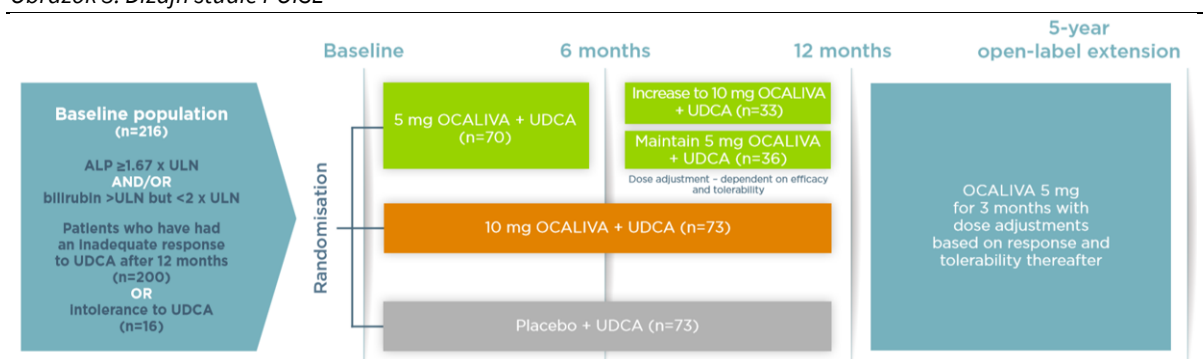 Obrázok 3. Dizajn štúdie POISE
Baseline
6 months
12 months
5-year
open-label extension
Baseline population
(n=216)
ALP ≥1.67 x ULN
AND/OR
bilirubin >ULN but <2 x ULN
Patients who have had
an inadequate response
to UDCA after 12 months
(n=200)
OR
Intolerance to UDCA
(n=16)
Randomisation
5 mg OCALIVA + UDCA
(n=70)
Increase to 10 mg OCALIVA
+ UDCA (n=33)
Maintain 5 mg OCALIVA
+ UDCA (n=36)
Dose adjustment – dependent on efficacy
and tolerability
10 mg OCALIVA + UDCA (n=73)
Placebo + UDCA (n=73)
OCALIVA 5 mg
for 3 months with
dose adjustments
based on response and
tolerability thereafter